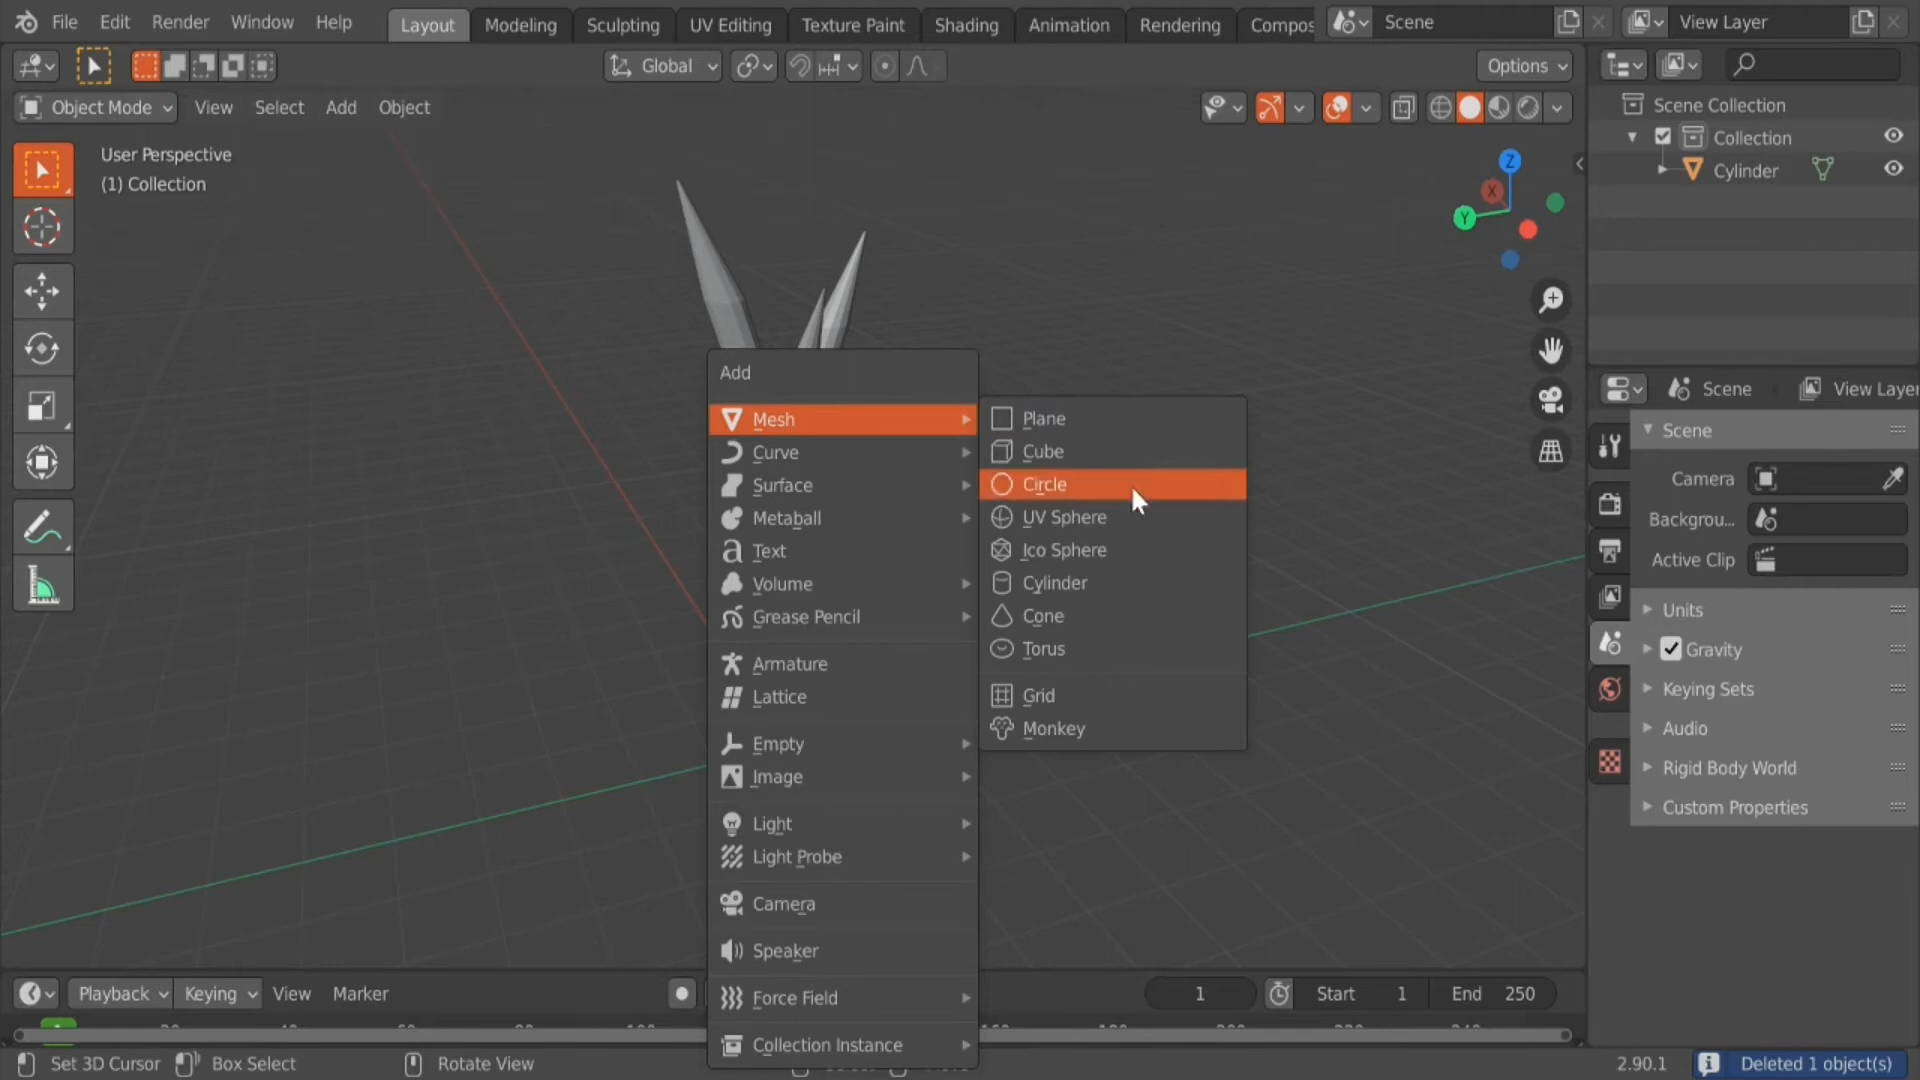 File Edit Render Window Help Layout Modeling Sculpting UV Editing Texture Paint Shading Animation Rendering Compos Scene View Layer
Global Options
Object Mode View Select Add Object
Scene Collection
Collection
Cylinder
User Perspective
(1) Collection
Z
X
Y
Add
Mesh
Curve
Surface
Metaball
Text
Volume
Grease Pencil
Armature
Lattice
Empty
Image
Light
Light Probe
Camera
Speaker
Force Field
Collection Instance
Plane
Cube
Circle
UV Sphere
Ico Sphere
Cylinder
Cone
Torus
Grid
Monkey
Scene View Layer
Scene
Camera
Backgrou...
Active Clip
Units
Gravity
Keying Sets
Audio
Rigid Body World
Custom Properties
Playback Keying View Marker 1 Start 1 End 250
Set 3D Cursor Box Select Rotate View 2.90.1 Deleted 1 object(s)